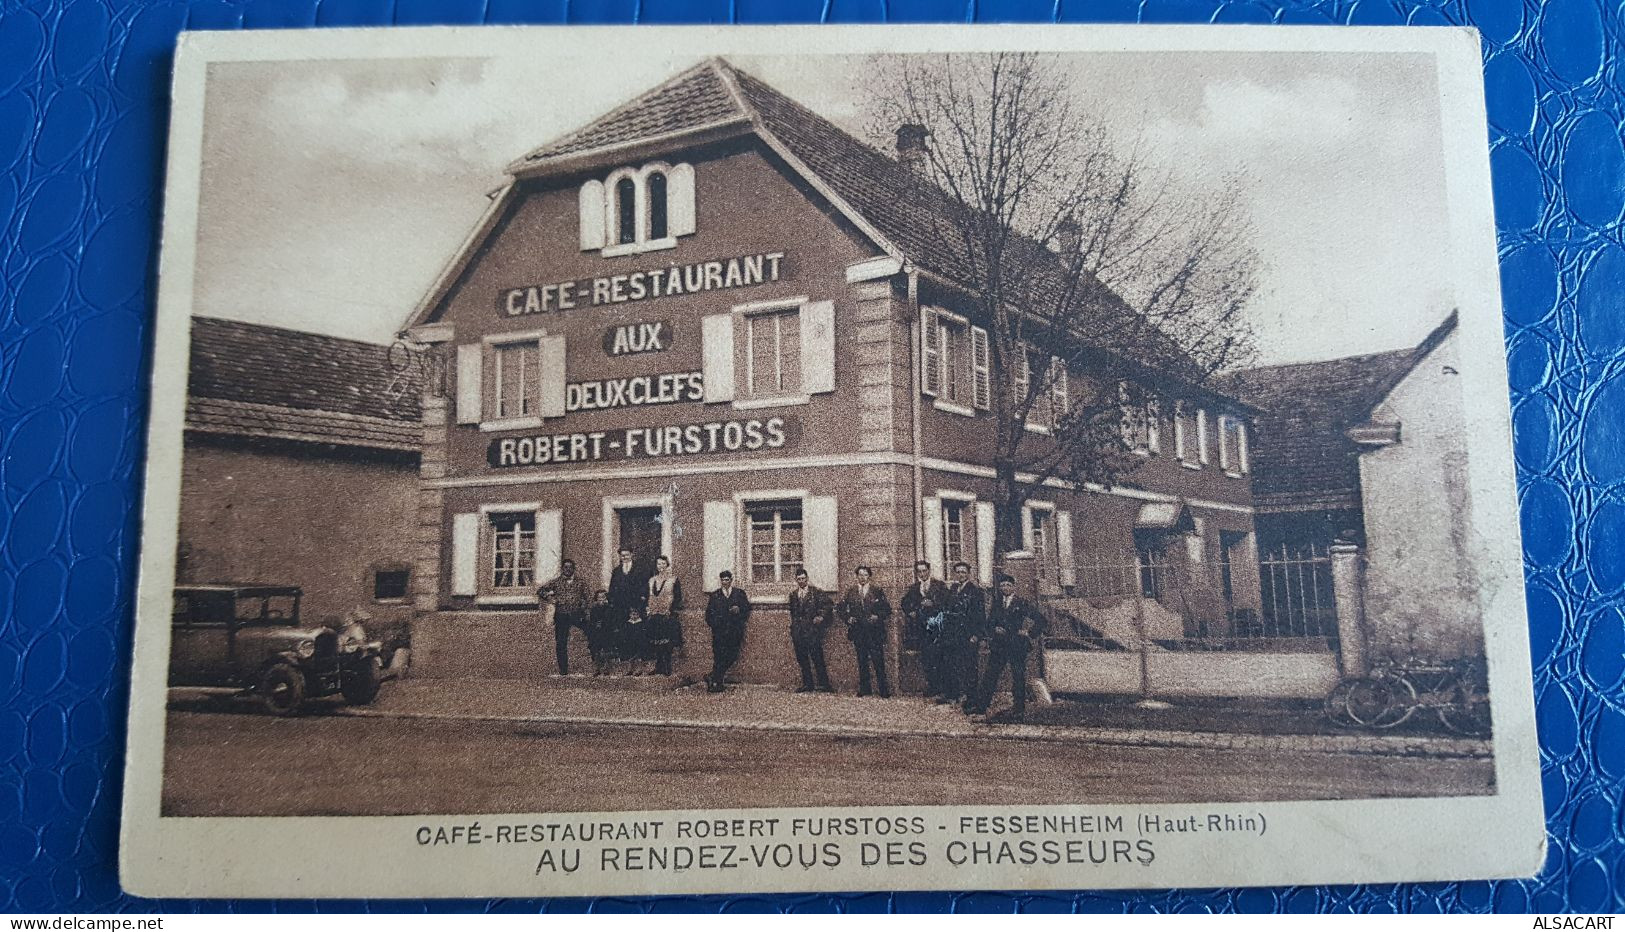 CAFE-RESTAURANT
AUX
DEUX-CLEFS
ROBERT-FURSTOSS
CAFÉ-RESTAURANT ROBERT FURSTOSS - FESSENHEIM (Haut-Rhin)
AU RENDEZ-VOUS DES CHASSEURS
www.delcampe.net
ALSACART